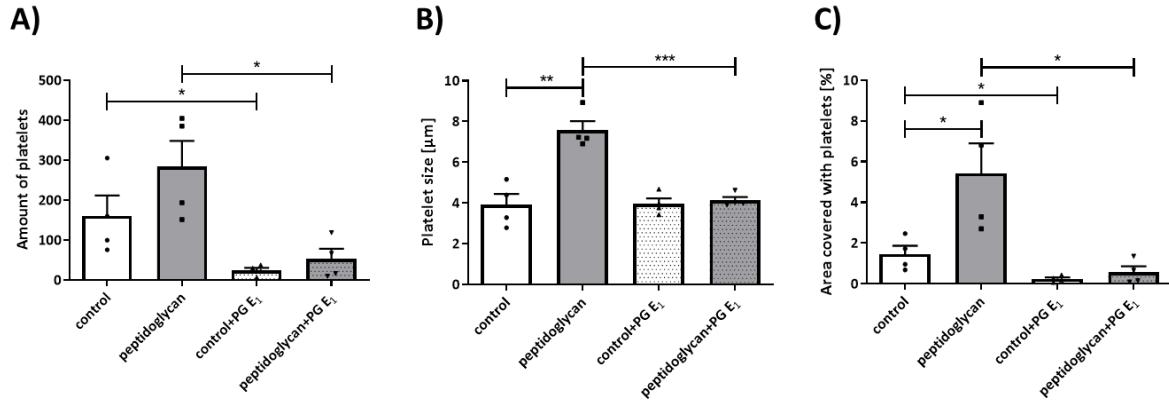 A)
Amount of platelets
500
400
300
200
100
0
*
*
control
peptidoglycan
control+PG E₁
peptidoglycan+PG E₁
B)
Platelet size [µm]
10
8
6
4
2
0
**
***
control
peptidoglycan
control+PG E₁
peptidoglycan+PG E₁
C)
Area covered with platelets [%]
10
8
6
4
2
0
*
*
*
control
peptidoglycan
control+PG E₁
peptidoglycan+PG E₁